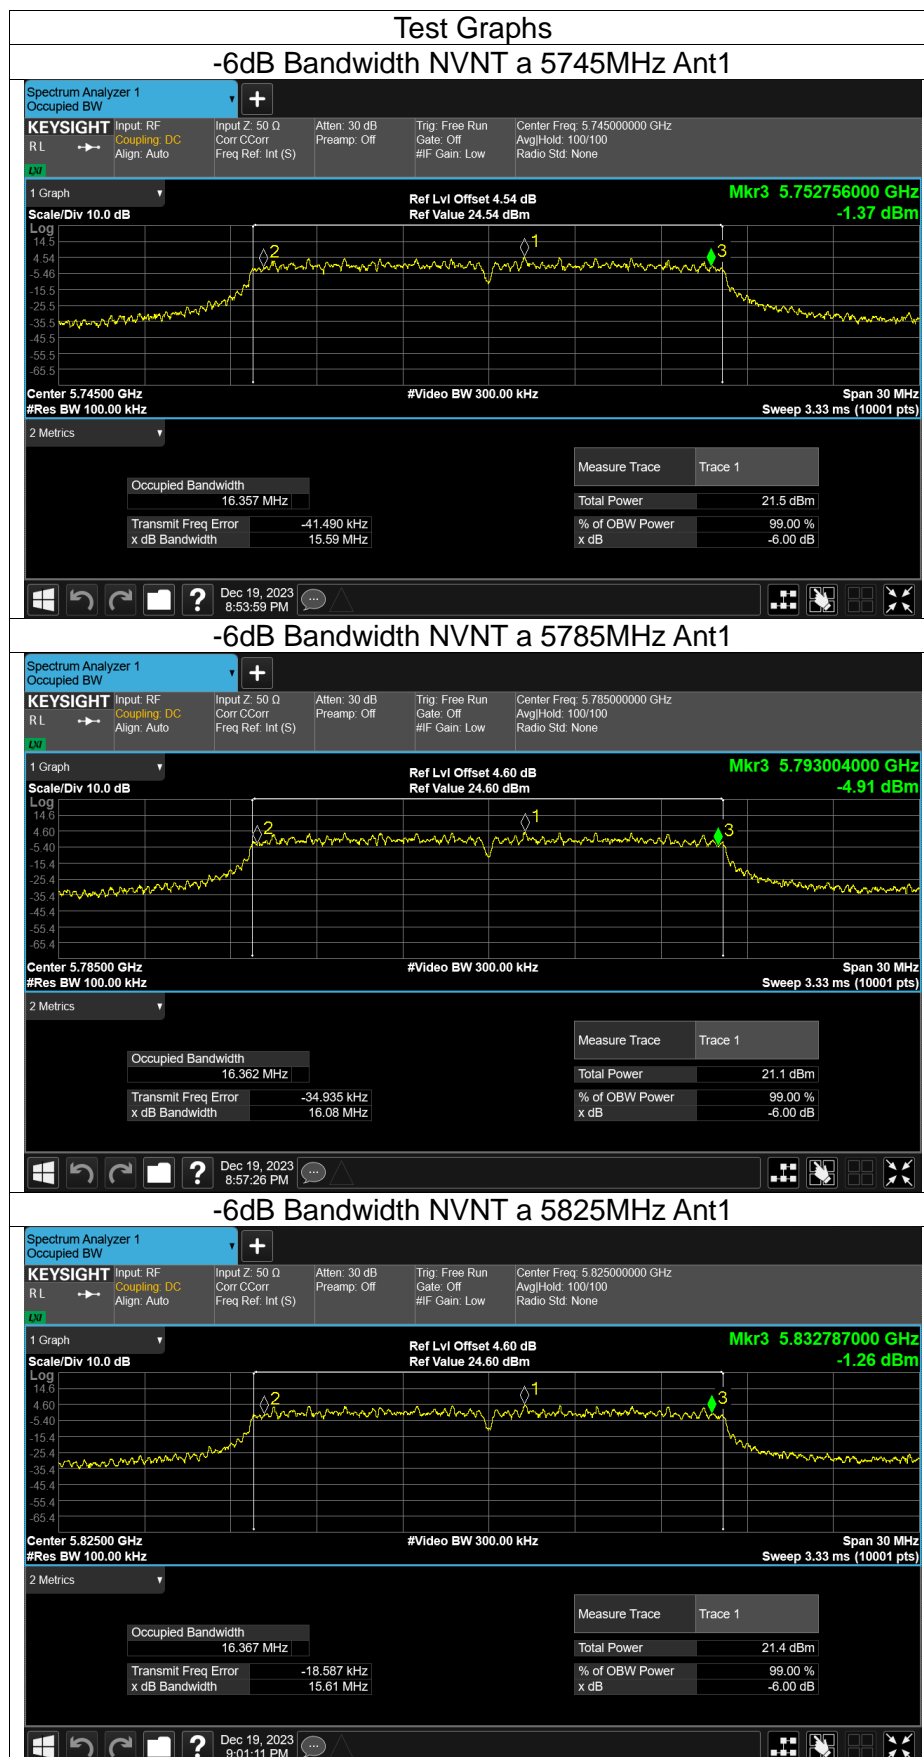 Test Graphs
-6dB Bandwidth NVNT a 5745MHz Ant1
Spectrum Analyzer 1
Occupied BW
+
KEYSIGHT Input: RF Input Z: 50 Ω Atten: 30 dB Trig: Free Run Center Freq: 5.745000000 GHz
RL Coupling: DC Corr CCorr Preamp: Off Gate: Off Avg|Hold: 100/100
Align: Auto Freq Ref: Int (S) #IF Gain: Low Radio Std: None
LXI
1 Graph Ref Lvl Offset 4.54 dB Mkr3 5.752756000 GHz
Scale/Div 10.0 dB Ref Value 24.54 dBm -1.37 dBm
Log
14.5
4.54
-5.46
-15.5
-25.5
-35.5
-45.5
-55.5
-65.5
2 1 3
Center 5.74500 GHz #Video BW 300.00 kHz Span 30 MHz
#Res BW 100.00 kHz Sweep 3.33 ms (10001 pts)
2 Metrics
Measure Trace Trace 1
Occupied Bandwidth
16.357 MHz Total Power 21.5 dBm
Transmit Freq Error -41.490 kHz % of OBW Power 99.00 %
x dB Bandwidth 15.59 MHz x dB -6.00 dB
? Dec 19, 2023
8:53:59 PM
-6dB Bandwidth NVNT a 5785MHz Ant1
Spectrum Analyzer 1
Occupied BW
+
KEYSIGHT Input: RF Input Z: 50 Ω Atten: 30 dB Trig: Free Run Center Freq: 5.785000000 GHz
RL Coupling: DC Corr CCorr Preamp: Off Gate: Off Avg|Hold: 100/100
Align: Auto Freq Ref: Int (S) #IF Gain: Low Radio Std: None
LXI
1 Graph Ref Lvl Offset 4.60 dB Mkr3 5.793004000 GHz
Scale/Div 10.0 dB Ref Value 24.60 dBm -4.91 dBm
Log
14.6
4.60
-5.40
-15.4
-25.4
-35.4
-45.4
-55.4
-65.4
2 1 3
Center 5.78500 GHz #Video BW 300.00 kHz Span 30 MHz
#Res BW 100.00 kHz Sweep 3.33 ms (10001 pts)
2 Metrics
Measure Trace Trace 1
Occupied Bandwidth
16.362 MHz Total Power 21.1 dBm
Transmit Freq Error -34.935 kHz % of OBW Power 99.00 %
x dB Bandwidth 16.08 MHz x dB -6.00 dB
? Dec 19, 2023
8:57:26 PM
-6dB Bandwidth NVNT a 5825MHz Ant1
Spectrum Analyzer 1
Occupied BW
+
KEYSIGHT Input: RF Input Z: 50 Ω Atten: 30 dB Trig: Free Run Center Freq: 5.825000000 GHz
RL Coupling: DC Corr CCorr Preamp: Off Gate: Off Avg|Hold: 100/100
Align: Auto Freq Ref: Int (S) #IF Gain: Low Radio Std: None
LXI
1 Graph Ref Lvl Offset 4.60 dB Mkr3 5.832787000 GHz
Scale/Div 10.0 dB Ref Value 24.60 dBm -1.26 dBm
Log
14.6
4.60
-5.40
-15.4
-25.4
-35.4
-45.4
-55.4
-65.4
2 1 3
Center 5.82500 GHz #Video BW 300.00 kHz Span 30 MHz
#Res BW 100.00 kHz Sweep 3.33 ms (10001 pts)
2 Metrics
Measure Trace Trace 1
Occupied Bandwidth
16.367 MHz Total Power 21.4 dBm
Transmit Freq Error -18.587 kHz % of OBW Power 99.00 %
x dB Bandwidth 15.61 MHz x dB -6.00 dB
? Dec 19, 2023
9:01:11 PM